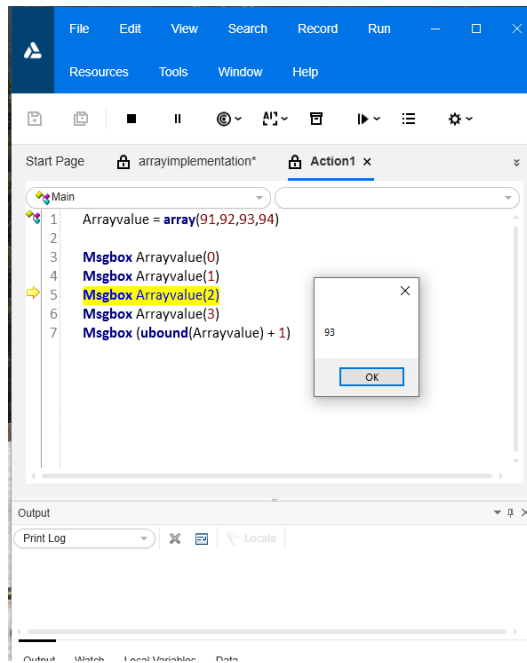 File Edit View Search Record Run
Resources Tools Window Help
AI
Start Page arrayimplementation* Action1
Main
1 Arrayvalue = array(91,92,93,94)
2
3 Msgbox Arrayvalue(0)
4 Msgbox Arrayvalue(1)
5 Msgbox Arrayvalue(2)
6 Msgbox Arrayvalue(3)
7 Msgbox (ubound(Arrayvalue) + 1)
93
OK
Output
Print Log Locate
Output Watch Local Variables Data